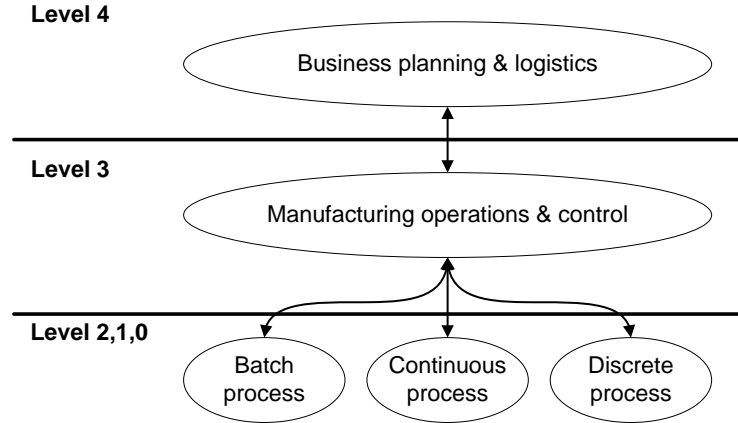 Level 4
Business planning & logistics
Level 3
Manufacturing operations & control
Level 2,1,0
Batch
process
Continuous
process
Discrete
process